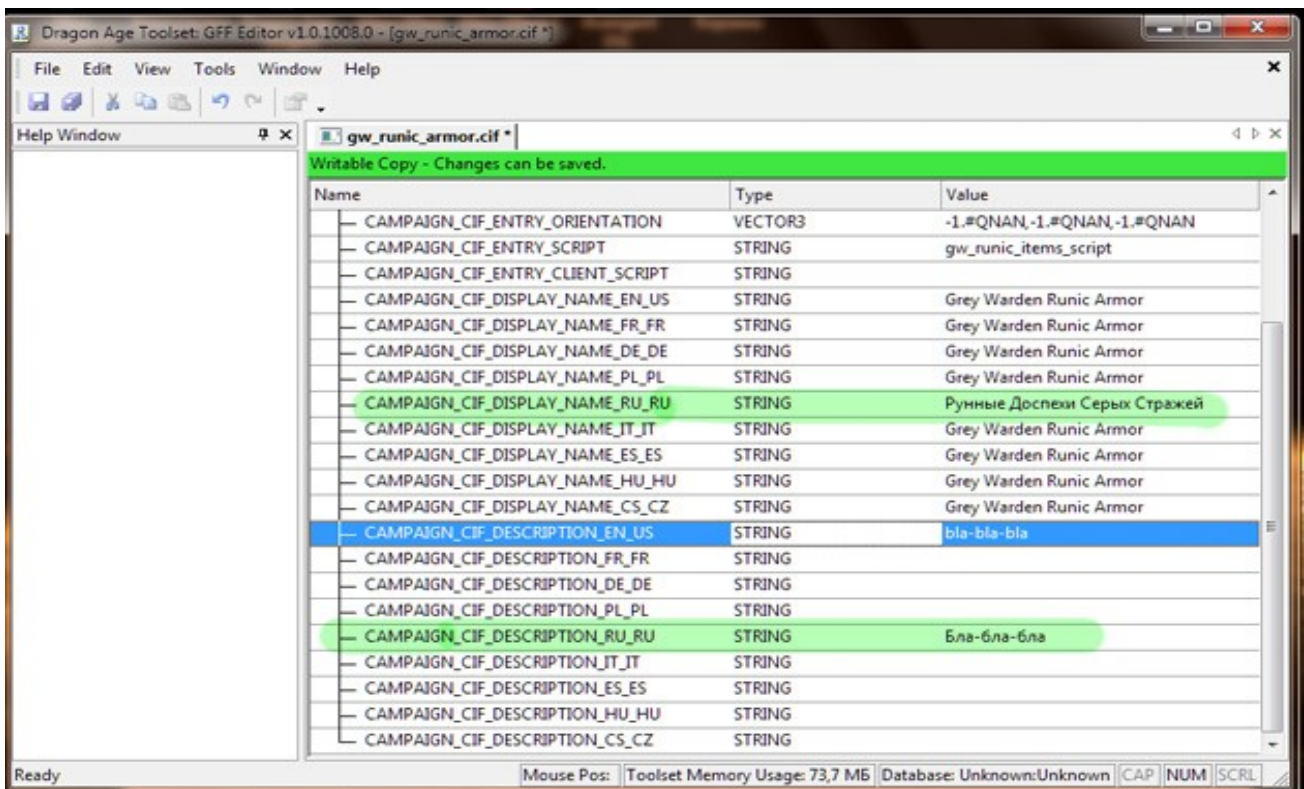 Dragon Age Toolset: GFF Editor v1.0.1008.0 - [gw_runic_armor.cif *]
File Edit View Tools Window Help
Help Window
gw_runic_armor.cif *
Writable Copy - Changes can be saved.
Name Type Value
CAMPAIGN_CIF_ENTRY_ORIENTATION VECTOR3 -1.#QNAN,-1.#QNAN,-1.#QNAN
CAMPAIGN_CIF_ENTRY_SCRIPT STRING gw_runic_items_script
CAMPAIGN_CIF_ENTRY_CLIENT_SCRIPT STRING
CAMPAIGN_CIF_DISPLAY_NAME_EN_US STRING Grey Warden Runic Armor
CAMPAIGN_CIF_DISPLAY_NAME_FR_FR STRING Grey Warden Runic Armor
CAMPAIGN_CIF_DISPLAY_NAME_DE_DE STRING Grey Warden Runic Armor
CAMPAIGN_CIF_DISPLAY_NAME_PL_PL STRING Grey Warden Runic Armor
CAMPAIGN_CIF_DISPLAY_NAME_RU_RU STRING Рунные Доспехи Серых Стражей
CAMPAIGN_CIF_DISPLAY_NAME_IT_IT STRING Grey Warden Runic Armor
CAMPAIGN_CIF_DISPLAY_NAME_ES_ES STRING Grey Warden Runic Armor
CAMPAIGN_CIF_DISPLAY_NAME_HU_HU STRING Grey Warden Runic Armor
CAMPAIGN_CIF_DISPLAY_NAME_CS_CZ STRING Grey Warden Runic Armor
CAMPAIGN_CIF_DESCRIPTION_EN_US STRING bla-bla-bla
CAMPAIGN_CIF_DESCRIPTION_FR_FR STRING
CAMPAIGN_CIF_DESCRIPTION_DE_DE STRING
CAMPAIGN_CIF_DESCRIPTION_PL_PL STRING
CAMPAIGN_CIF_DESCRIPTION_RU_RU STRING Бла-бла-бла
CAMPAIGN_CIF_DESCRIPTION_IT_IT STRING
CAMPAIGN_CIF_DESCRIPTION_ES_ES STRING
CAMPAIGN_CIF_DESCRIPTION_HU_HU STRING
CAMPAIGN_CIF_DESCRIPTION_CS_CZ STRING
Ready Mouse Pos: Toolset Memory Usage: 73,7 МБ Database: Unknown:Unknown CAP NUM SCRL